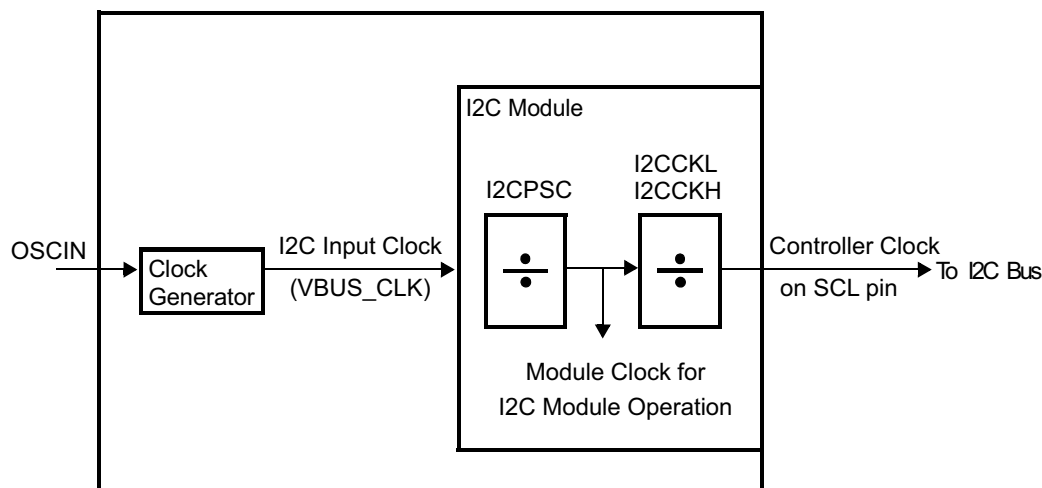 I2C Module
I2CCKL
I2CCKH
I2CPSC
OSCIN
Clock
Generator
I2C Input Clock
(VBUS_CLK)
Controller Clock
on SCL pin
To I2C Bus
Module Clock for
I2C Module Operation